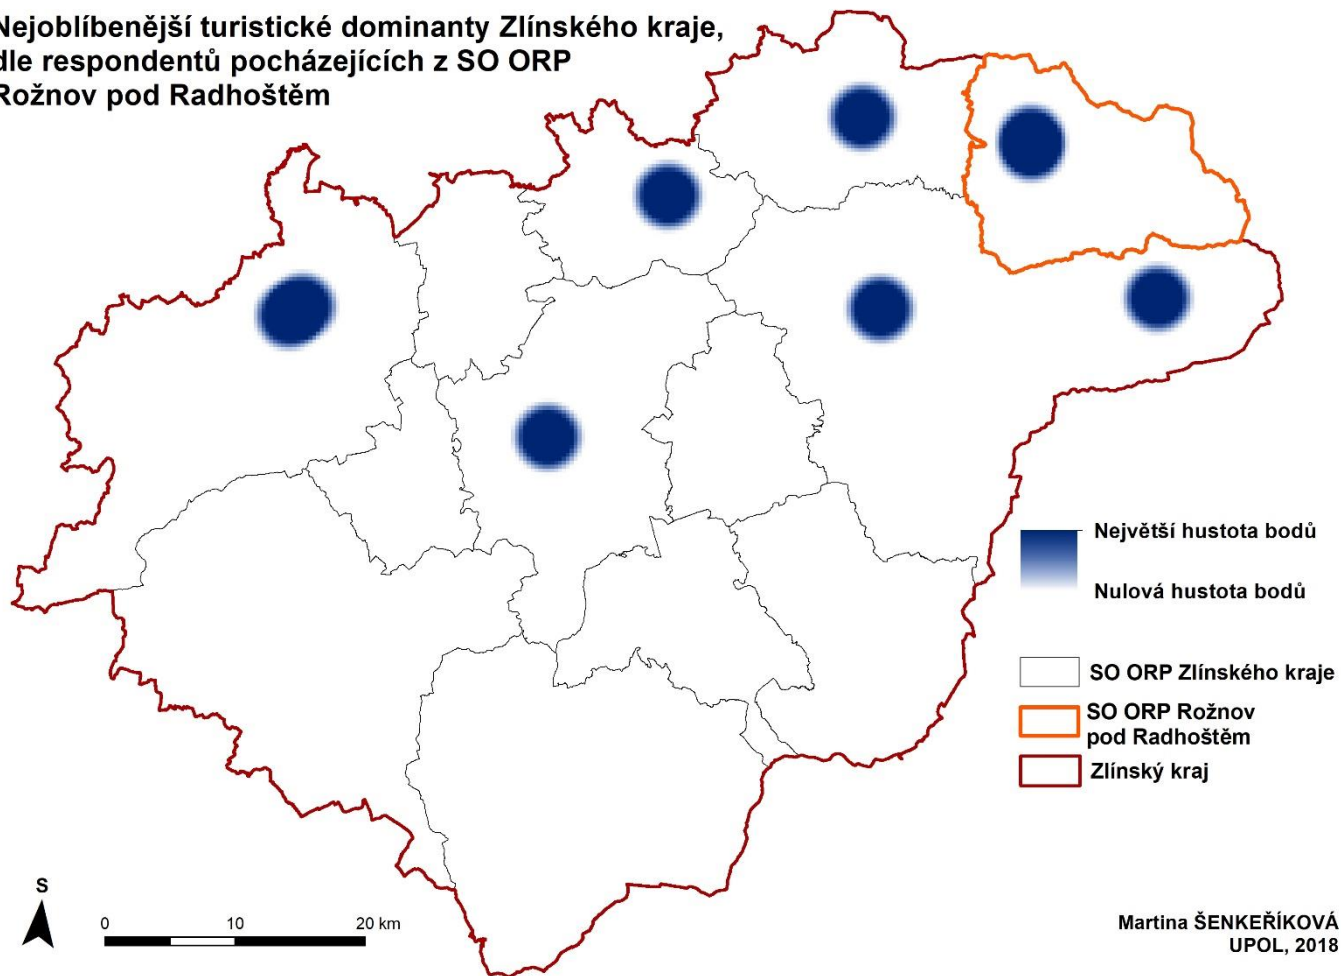 Nejoblíbenější turistické dominanty Zlínského kraje,
dle respondentů pocházejících z SO ORP
Rožnov pod Radhoštěm
Největší hustota bodů
Nulová hustota bodů
SO ORP Zlínského kraje
SO ORP Rožnov
pod Radhoštěm
Zlínský kraj
S
0 10 20 km
Martina ŠENKEŘÍKOVÁ
UPOL, 2018